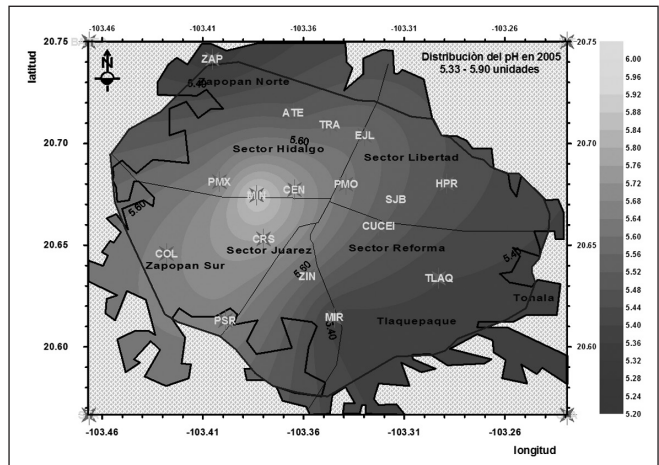 -103.46 -103.41 -103.36 -103.31 -103.26
20.75 20.75
latitud
N
Distribuciòn del pH en 2005
5.33 - 5.90 unidades
ZAP
Zapopan Norte
5.40
ATE
TRA
EJL
5.60
Sector Hidalgo
Sector Libertad
20.70 20.70
PMX
MIN
CEN
PMO
HPR
SJB
5.60
CUCEI
CRS
Sector Juarez
Sector Reforma
20.65 20.65
COL
Zapopan Sur
5.60
ZIN
TLAQ
Tonala
PSR
MIR
5.40
Tlaquepaque
20.60 20.60
-103.46 -103.41 -103.36 -103.31 -103.26
longitud
6.00
5.96
5.92
5.88
5.84
5.80
5.76
5.72
5.68
5.64
5.60
5.56
5.52
5.48
5.44
5.40
5.36
5.32
5.28
5.24
5.20